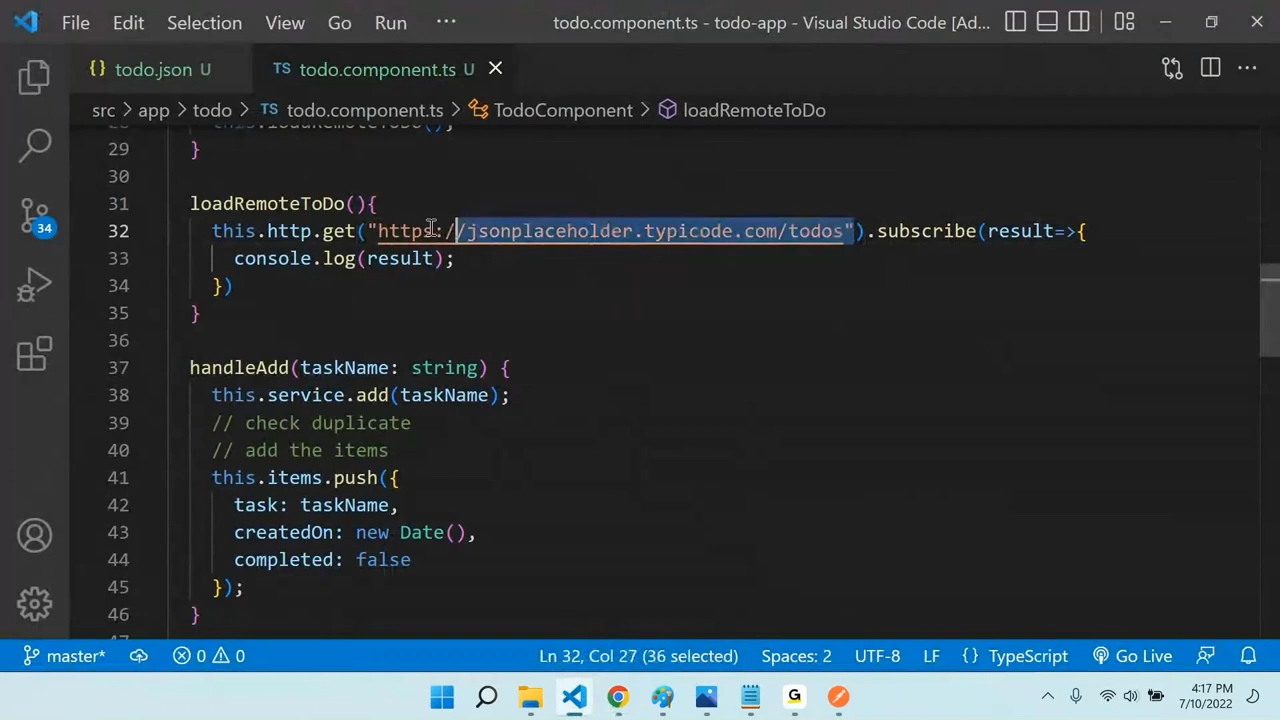 File Edit Selection View Go Run ··· todo.component.ts - todo-app - Visual Studio Code [Ad...
{} todo.json U TS todo.component.ts U
src > app > todo > TS todo.component.ts > TodoComponent > loadRemoteToDo
28 this.loadRemoteToDo();
29 }
30
31 loadRemoteToDo(){
32 this.http.get("https://jsonplaceholder.typicode.com/todos").subscribe(result=>{
33 console.log(result);
34 })
35 }
36
37 handleAdd(taskName: string) {
38 this.service.add(taskName);
39 // check duplicate
40 // add the items
41 this.items.push({
42 task: taskName,
43 createdOn: new Date(),
44 completed: false
45 });
46 }
47
34
master* 0 0 Ln 32, Col 27 (36 selected) Spaces: 2 UTF-8 LF {} TypeScript Go Live
G 4:17 PM
7/10/2022